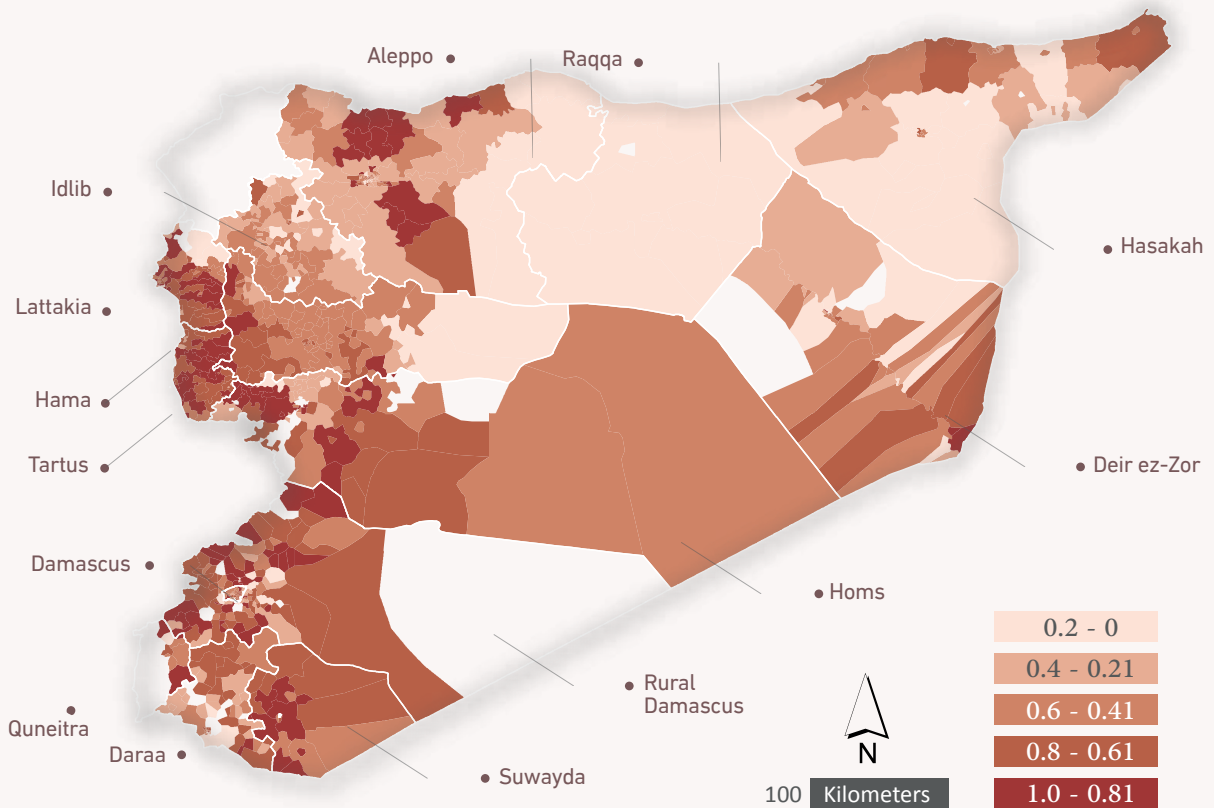 Aleppo
Raqqa
Idlib
Hasakah
Lattakia
Hama
Tartus
Deir ez-Zor
Damascus
Homs
Rural
Damascus
Quneitra
Daraa
Suwayda
N
100 Kilometers
0.2 - 0
0.4 - 0.21
0.6 - 0.41
0.8 - 0.61
1.0 - 0.81